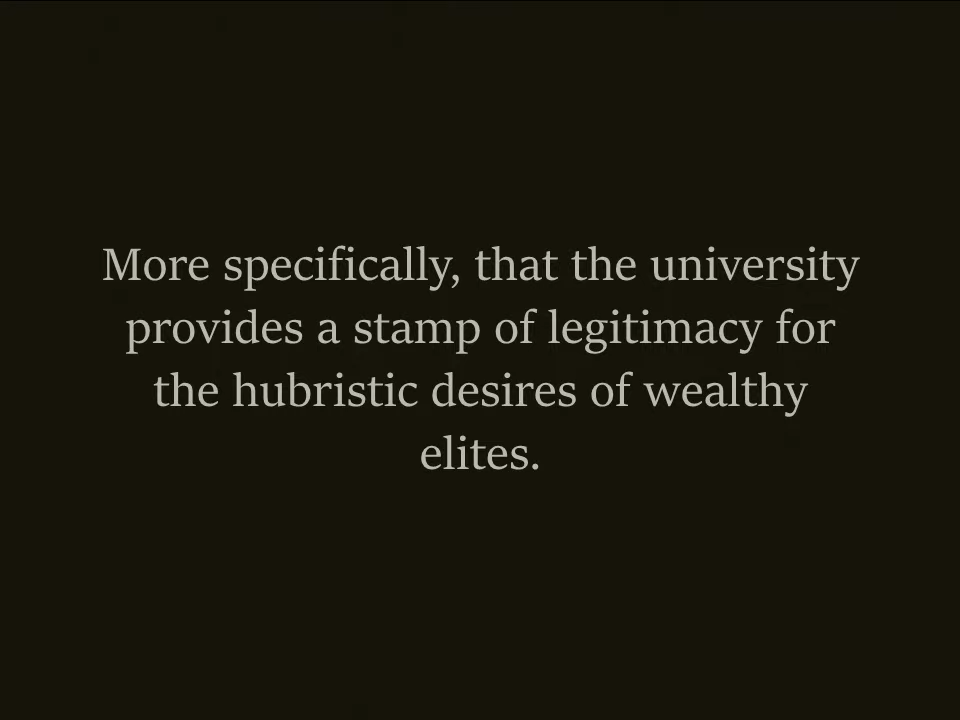 More specifically, that the university
provides a stamp of legitimacy for
the hubristic desires of wealthy
elites.